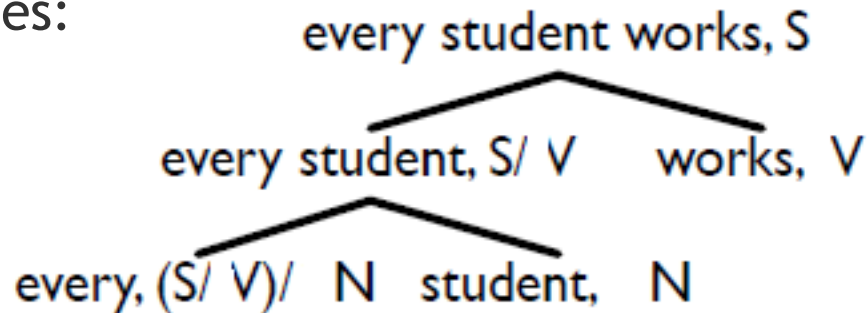 es:
every student works, S
every student, S/ V works, V
every, (S/ V)/ N student, N